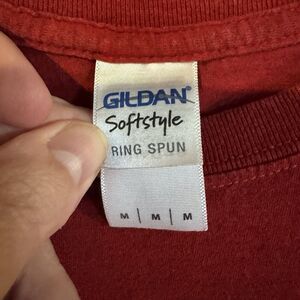 GILDAN®
Softstyle
RING SPUN
M | M | M